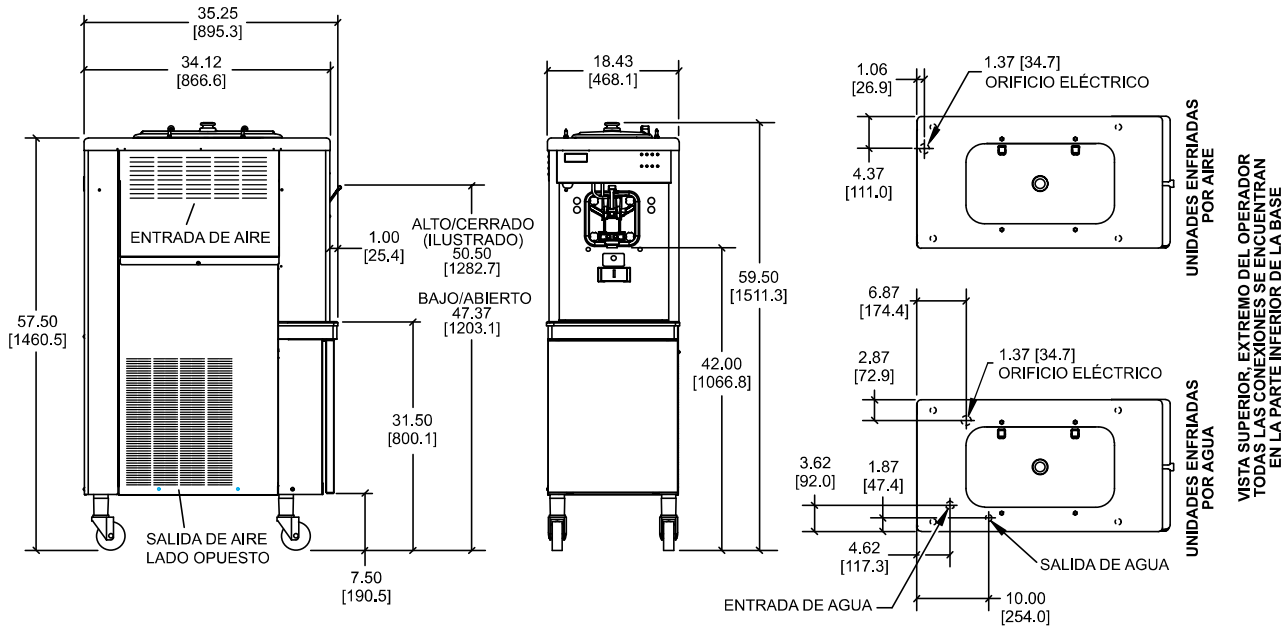 35.25
[895.3]
34.12
[866.6]
ENTRADA DE AIRE
1.00
[25.4]
ALTO/CERRADO
(ILUSTRADO)
50.50
[1282.7]
BAJO/ABIERTO
47.37
[1203.1]
57.50
[1460.5]
31.50
[800.1]
SALIDA DE AIRE
LADO OPUESTO
7.50
[190.5]
18.43
[468.1]
59.50
[1511.3]
42.00
[1066.8]
1.06
[26.9]
1.37 [34.7]
ORIFICIO ELÉCTRICO
4.37
[111.0]
UNIDADES ENFRIADAS
POR AIRE
6.87
[174.4]
2.87
[72.9]
1.37 [34.7]
ORIFICIO ELÉCTRICO
3.62
[92.0]
1.87
[47.4]
4.62
[117.3]
SALIDA DE AGUA
ENTRADA DE AGUA
10.00
[254.0]
UNIDADES ENFRIADAS
POR AGUA
VISTA SUPERIOR, EXTREMO DEL OPERADOR
TODAS LAS CONEXIONES SE ENCUENTRAN
EN LA PARTE INFERIOR DE LA BASE